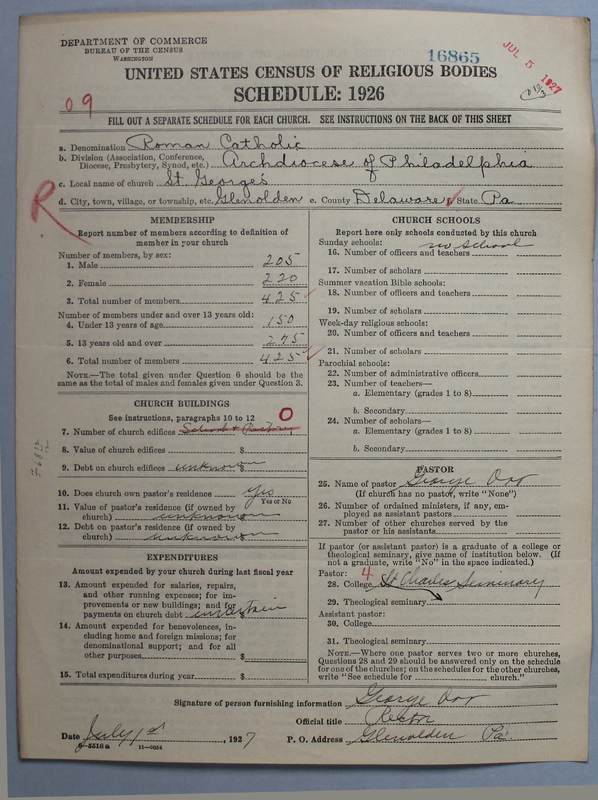 DEPARTMENT OF COMMERCE
BUREAU OF THE CENSUS
WASHINGTON
16865
JUL 5 1927
UNITED STATES CENSUS OF RELIGIOUS BODIES
SCHEDULE: 1926
0 9
FILL OUT A SEPARATE SCHEDULE FOR EACH CHURCH. SEE INSTRUCTIONS ON THE BACK OF THIS SHEET
a. Denomination Roman Catholic
b. Division (Association, Conference, Diocese, Presbytery, Synod, etc.) Archdiocese of Philadelphia
c. Local name of church St. George's
d. City, town, village, or township, etc. Glenolden e. County Delaware f. State Pa
R
MEMBERSHIP
Report number of members according to definition of
member in your church
Number of members, by sex:
1. Male 205
2. Female 220
3. Total number of members 425
Number of members under and over 13 years old:
4. Under 13 years of age 150
5. 13 years old and over 275
6. Total number of members 425
NOTE.—The total given under Question 6 should be
same as the total of males and females given under Question 3.
CHURCH BUILDINGS
See instructions, paragraphs 10 to 12 0
7. Number of church edifices School & Rectory
8. Value of church edifices $
9. Debt on church edifices unknown $
10. Does church own pastor's residence Yes
Yes or No
11. Value of pastor's residence (if owned by
church) unknown $
12. Debt on pastor's residence (if owned by
church) unknown $
EXPENDITURES
Amount expended by your church during last fiscal year
13. Amount expended for salaries, repairs,
and other running expenses; for im-
provements or new buildings; and for
payments on church debt uncertain
14. Amount expended for benevolences, in-
cluding home and foreign missions; for
denominational support; and for all
other purposes $
15. Total expenditures during year $
CHURCH SCHOOLS
Report here only schools conducted by this church
Sunday schools: no School
16. Number of officers and teachers
17. Number of scholars
Summer vacation Bible schools:
18. Number of officers and teachers
19. Number of scholars
Week-day religious schools:
20. Number of officers and teachers
21. Number of scholars
Parochial schools:
22. Number of administrative officers
23. Number of teachers—
a. Elementary (grades 1 to 8)
b. Secondary
24. Number of scholars—
a. Elementary (grades 1 to 8)
b. Secondary
PASTOR
25. Name of pastor George Orr
(If church has no pastor, write "None")
26. Number of ordained ministers, if any, em-
ployed as assistant pastors
27. Number of other churches served by the
pastor or his assistants
If pastor (or assistant pastor) is a graduate of a college or
theological seminary, give name of institution below. (If
not a graduate, write "No" in the space indicated.)
Pastor: 4
28. College St Charles Seminary
29. Theological seminary
Assistant pastor:
30. College
31. Theological seminary
NOTE.—Where one pastor serves two or more churches,
Questions 28 and 29 should be answered only on the schedule
for one of the churches; on the schedules for the other churches,
write "See schedule for church."
Signature of person furnishing information George Orr
Official title Rector
Date July 1st, 1927 P. O. Address Glenolden Pa.
8—5518a 11—9054